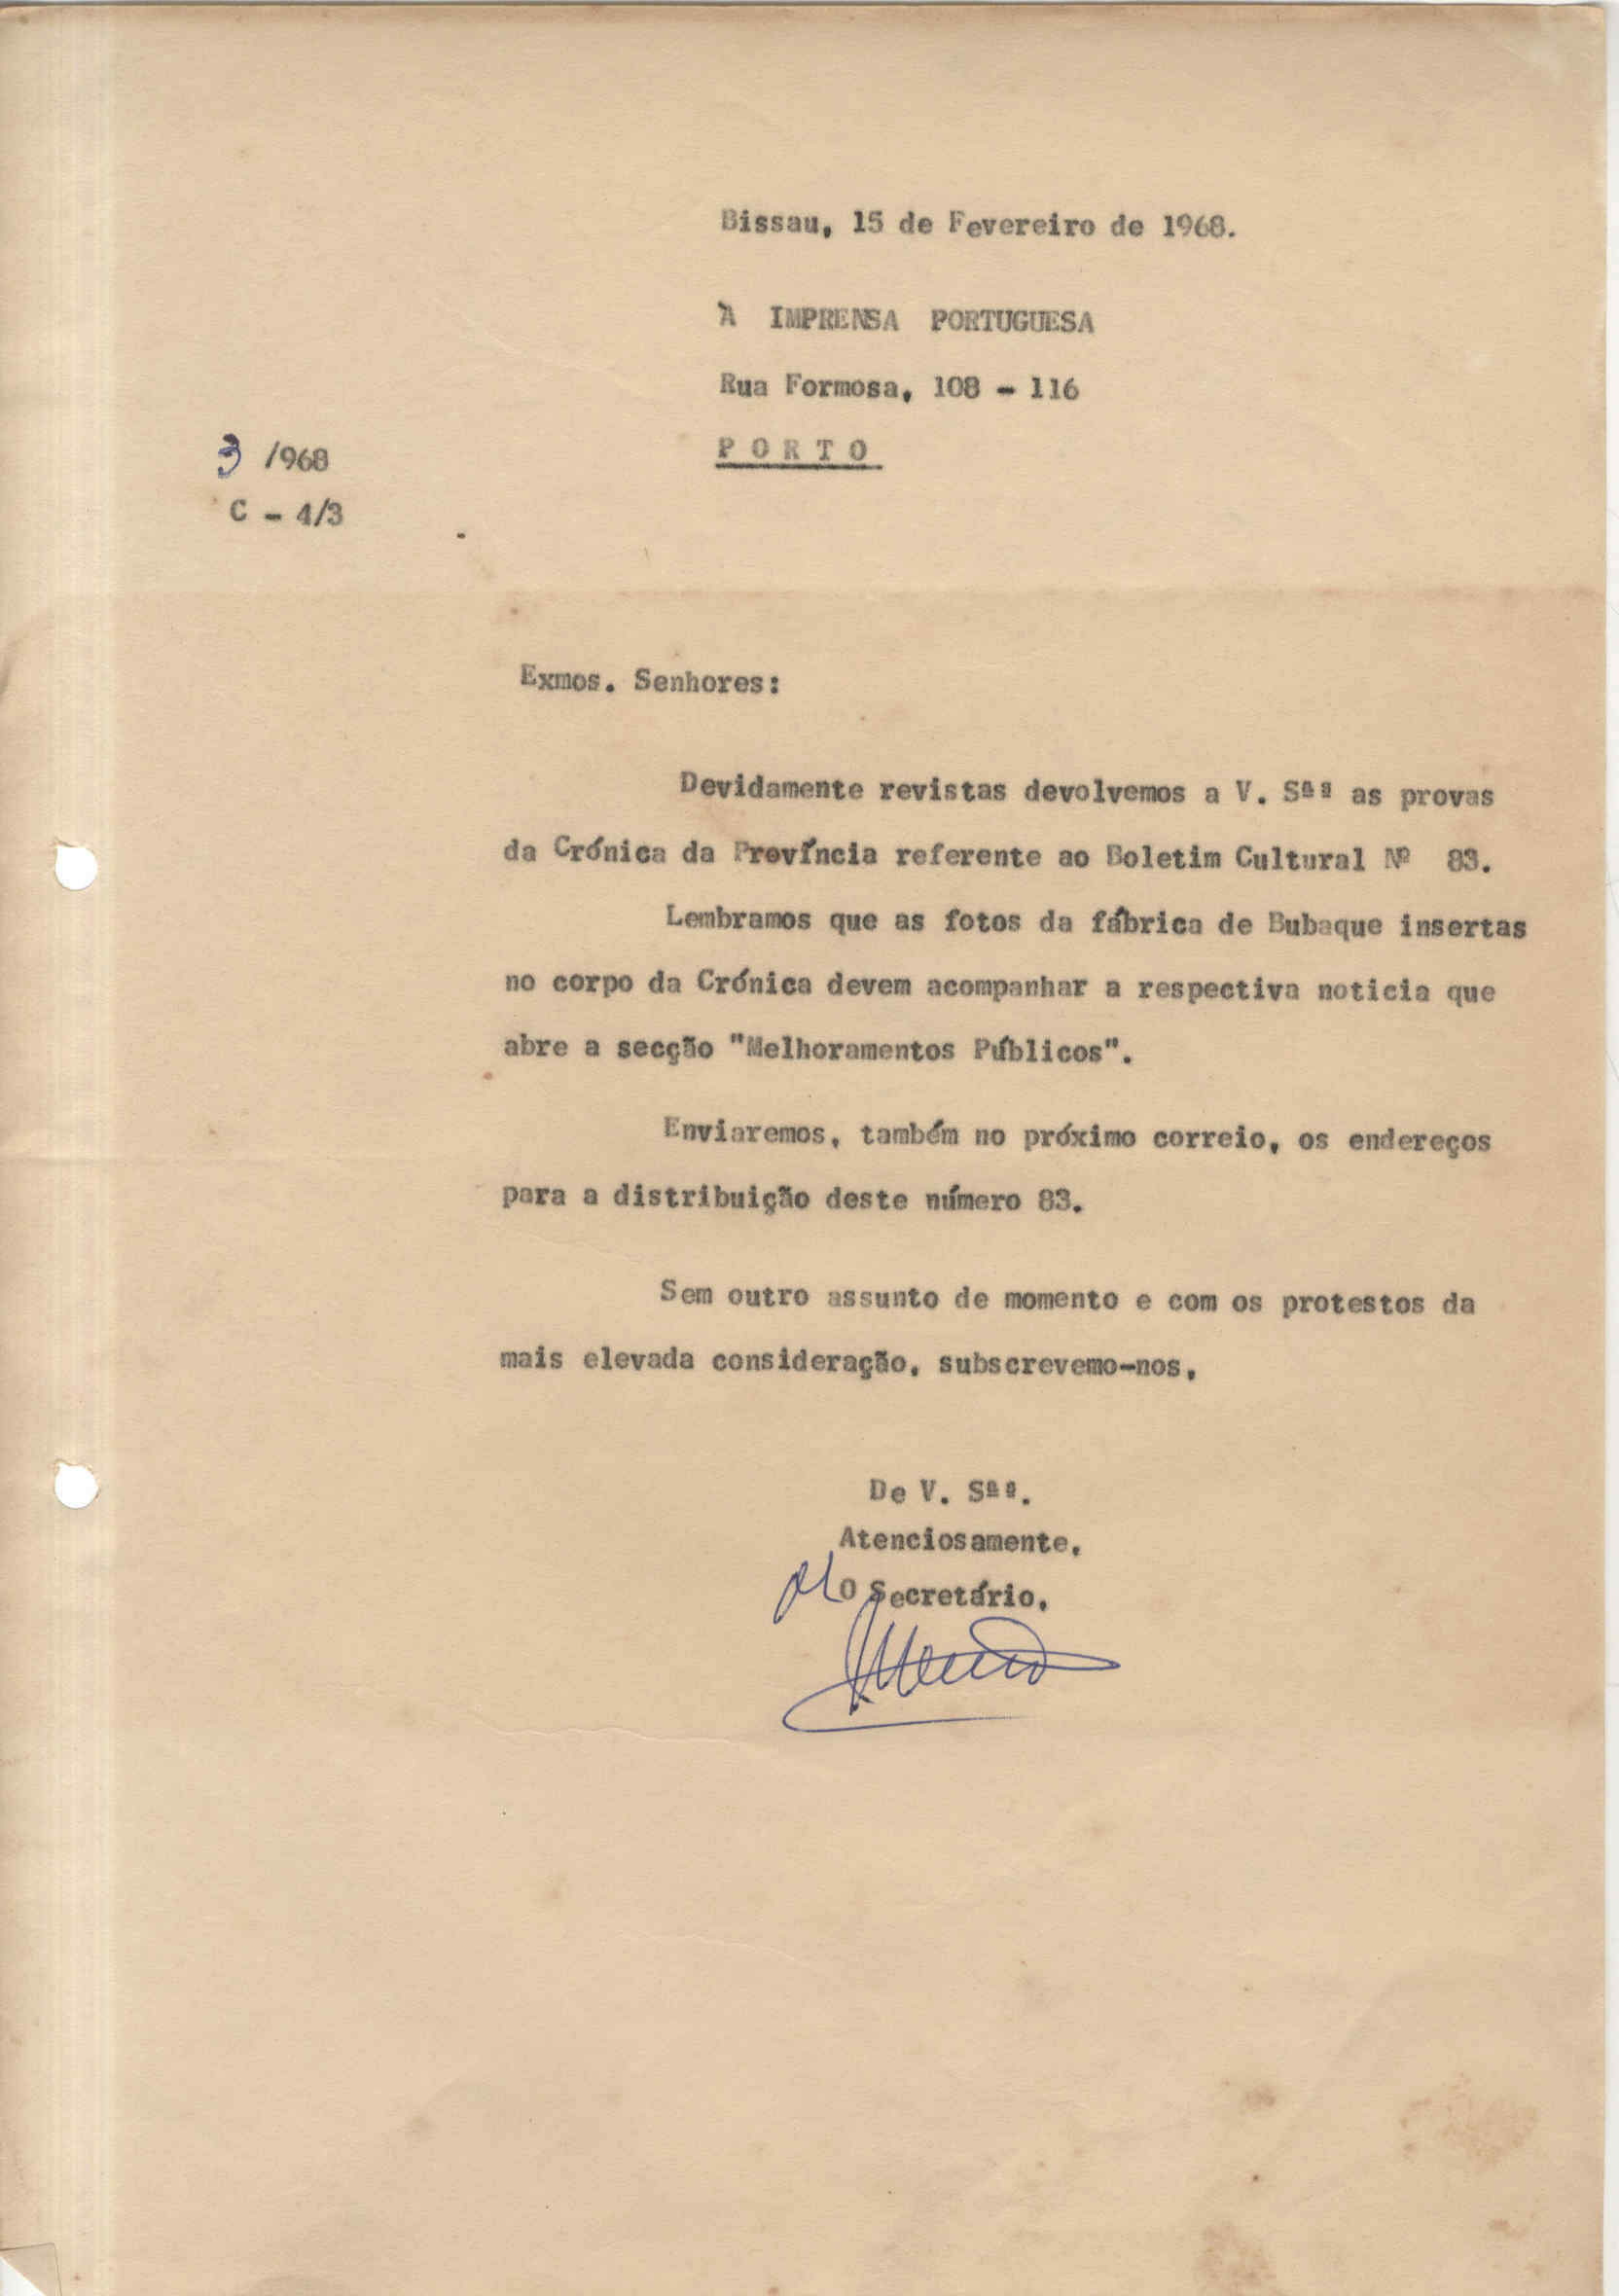 Bissau, 15 de Fevereiro de 1968.
À IMPRENSA PORTUGUESA
Rua Formosa, 108 - 116
PORTO
3 /968
C - 4/3
Exmos. Senhores:
Devidamente revistas devolvemos a V. Sªs as provas
da Crónica da Província referente ao Boletim Cultural Nº 83.
Lembramos que as fotos da fábrica de Bubaque insertas
no corpo da Crónica devem acompanhar a respectiva noticia que
abre a secção "Melhoramentos Públicos".
Enviaremos, também no próximo correio, os endereços
para a distribuição deste número 83.
Sem outro assunto de momento e com os protestos da
mais elevada consideração, subscrevemo-nos,
De V. Sªs.
Atenciosamente,
O Secretário,